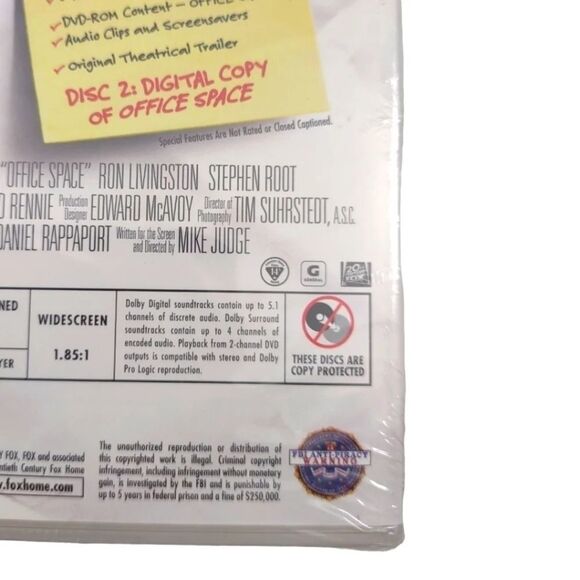 DVD-ROM Content – OFFICE
Audio Clips and Screensavers
Original Theatrical Trailer
DISC 2: DIGITAL COPY
OF OFFICE SPACE
Special Features Are Not Rated or Closed Captioned.
"OFFICE SPACE" RON LIVINGSTON STEPHEN ROOT
D RENNIE Production Designer EDWARD McAVOY Director of Photography TIM SUHRSTEDT, A.S.C.
DANIEL RAPPAPORT Written for the Screen and Directed by MIKE JUDGE
14
G
20
FOX
NED
YER
WIDESCREEN
1.85:1
Dolby Digital soundtracks contain up to 5.1
channels of discrete audio. Dolby Surround
soundtracks contain up to 4 channels of
encoded audio. Playback from 2-channel DVD
outputs is compatible with stereo and Dolby
Pro Logic reproduction.
THESE DISCS ARE
COPY PROTECTED
Y FOX, FOX and associated
ntieth Century Fox Home
.foxhome.com
The unauthorized reproduction or distribution of
this copyrighted work is illegal. Criminal copyright
infringement, including infringement without monetary
gain, is investigated by the FBI and is punishable by
up to 5 years in federal prison and a fine of $250,000.
FBI ANTI-PIRACY
WARNING